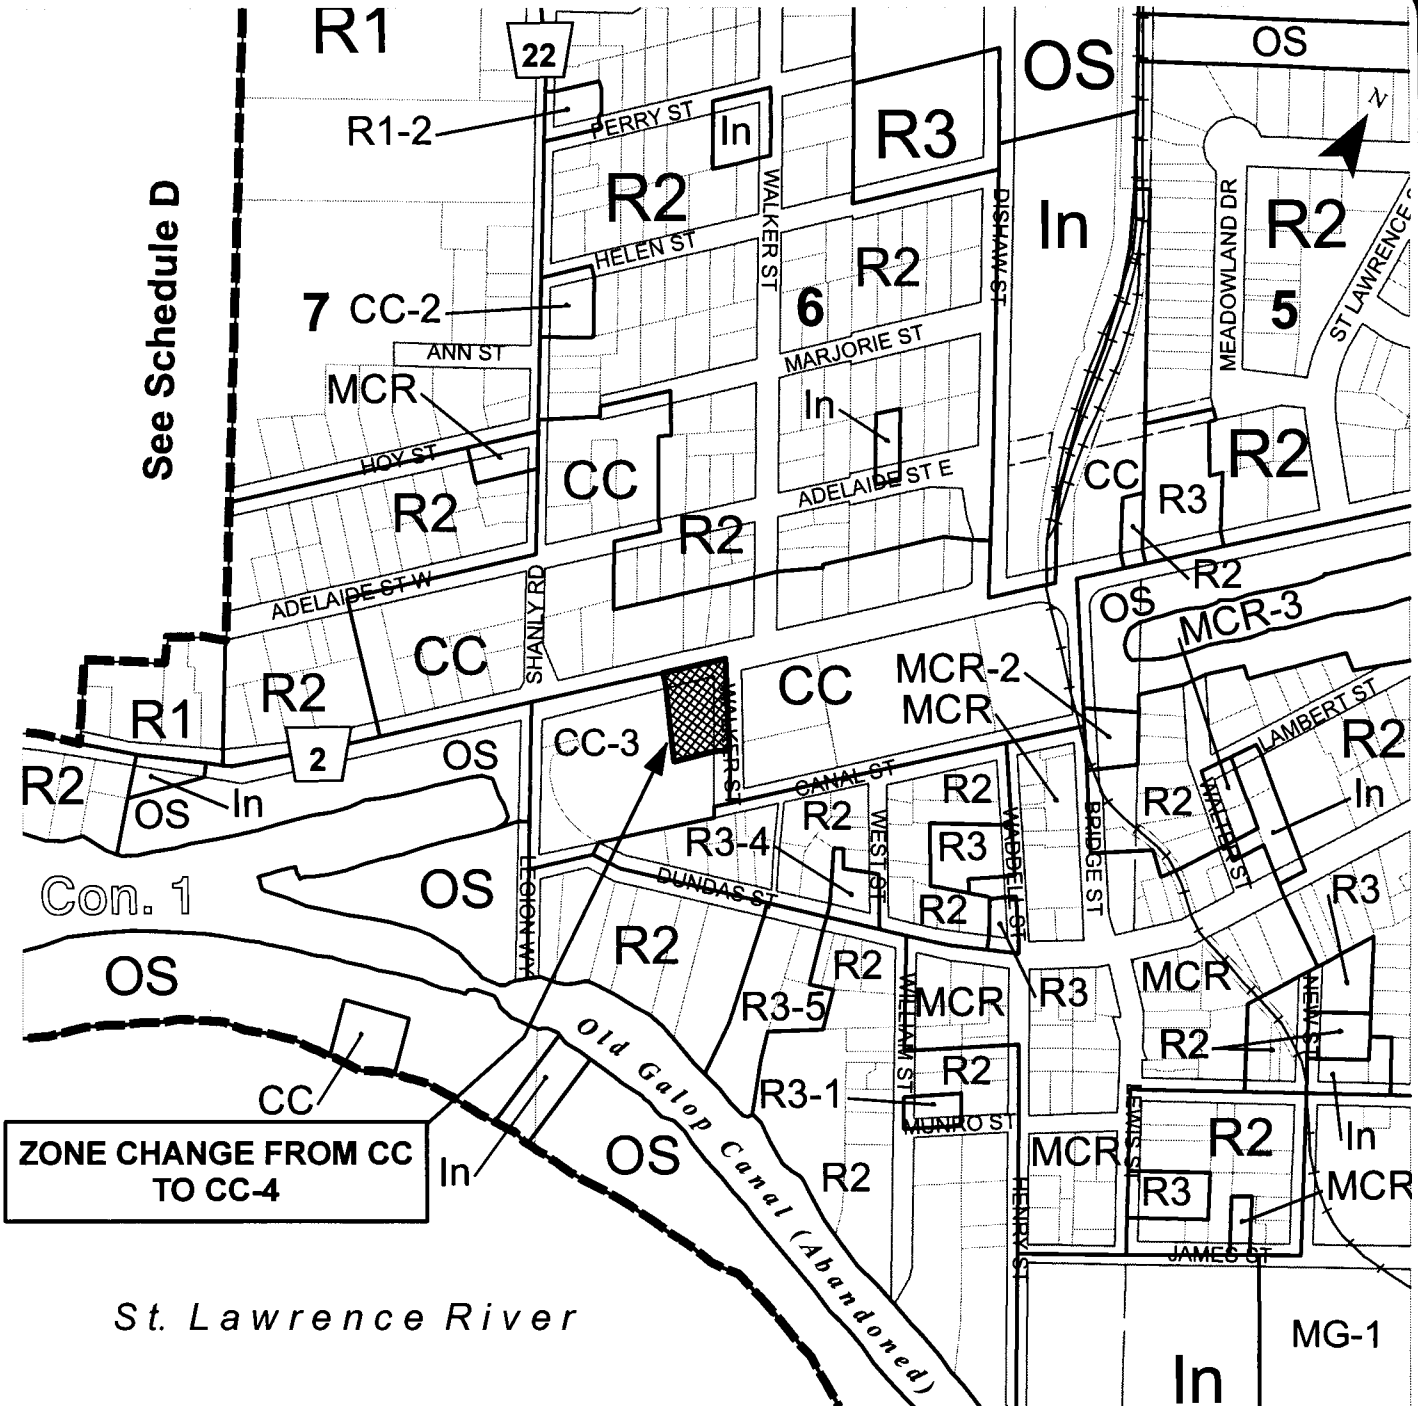 R1
22
OS
OS
N
R1-2
PERRY ST
In
R3
See Schedule D
R2
WALKER ST
DISHAW ST
In
MEADOWLAND DR
R2
HELEN ST
R2
7
CC-2
6
5
ST LAWRENCE
ANN ST
MARJORIE ST
MCR
In
HOY ST
CC
ADELAIDE ST E
CC
R3
R2
R2
R2
ADELAIDE ST W
SHANLY RD
R2
OS
MCR-3
CC
R2
R1
2
CC
MCR-2
MCR
LAMBERT ST
R2
CC-3
WALKER ST
OS
R2
OS
In
CANAL ST
R2
R2
WEST ST
R3
WADDELL ST
BRIDGE ST
R2
WALTER ST
In
R3-4
Con. 1
OS
LEGION WY
DUNDAS ST
R2
R3
R2
R2
OS
R3-5
WILLIAM ST
MCR
R3
MCR
NEW ST
Old Galop Canal (Abandoned)
R2
CC
R3-1
R2
MUNRO ST
LEWIS ST
R2
In
ZONE CHANGE FROM CC
TO CC-4
In
OS
R2
MCR
R3
MCR
HENRY ST
JAMES ST
St. Lawrence River
MG-1
In